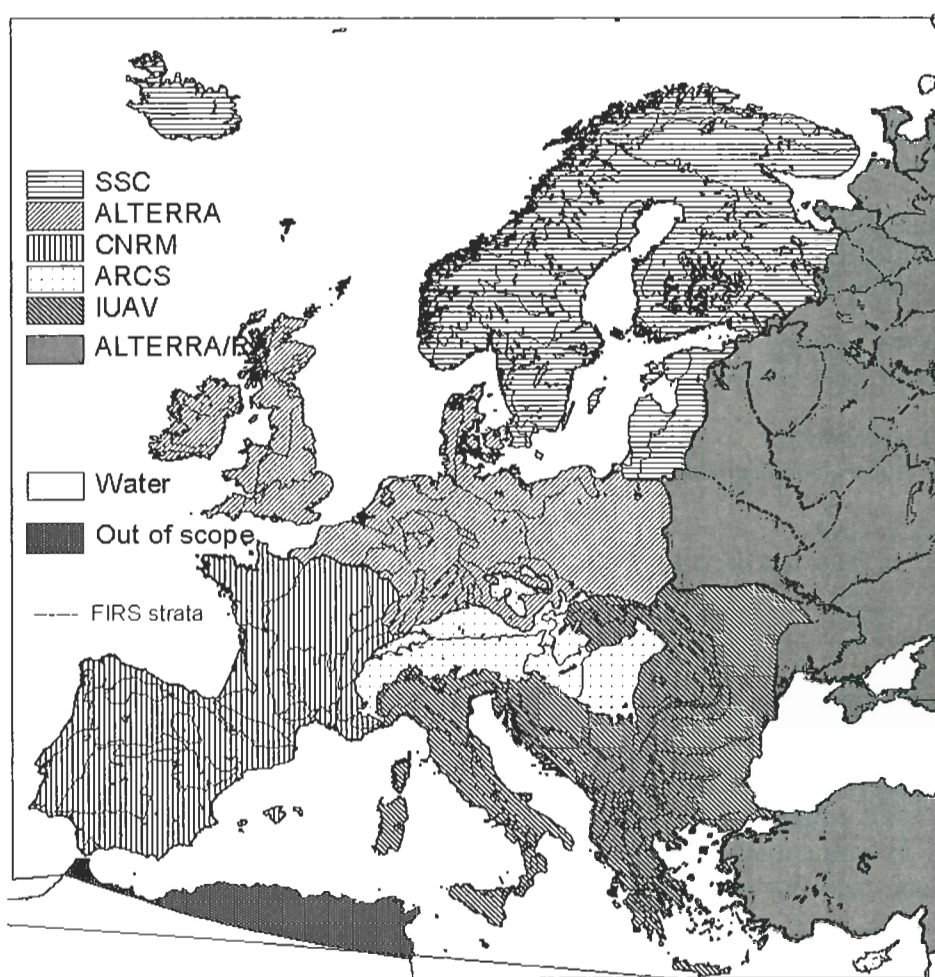 SSC
ALTERRA
CNRM
ARCS
IUAV
Water
Out of scope
FIRS strata